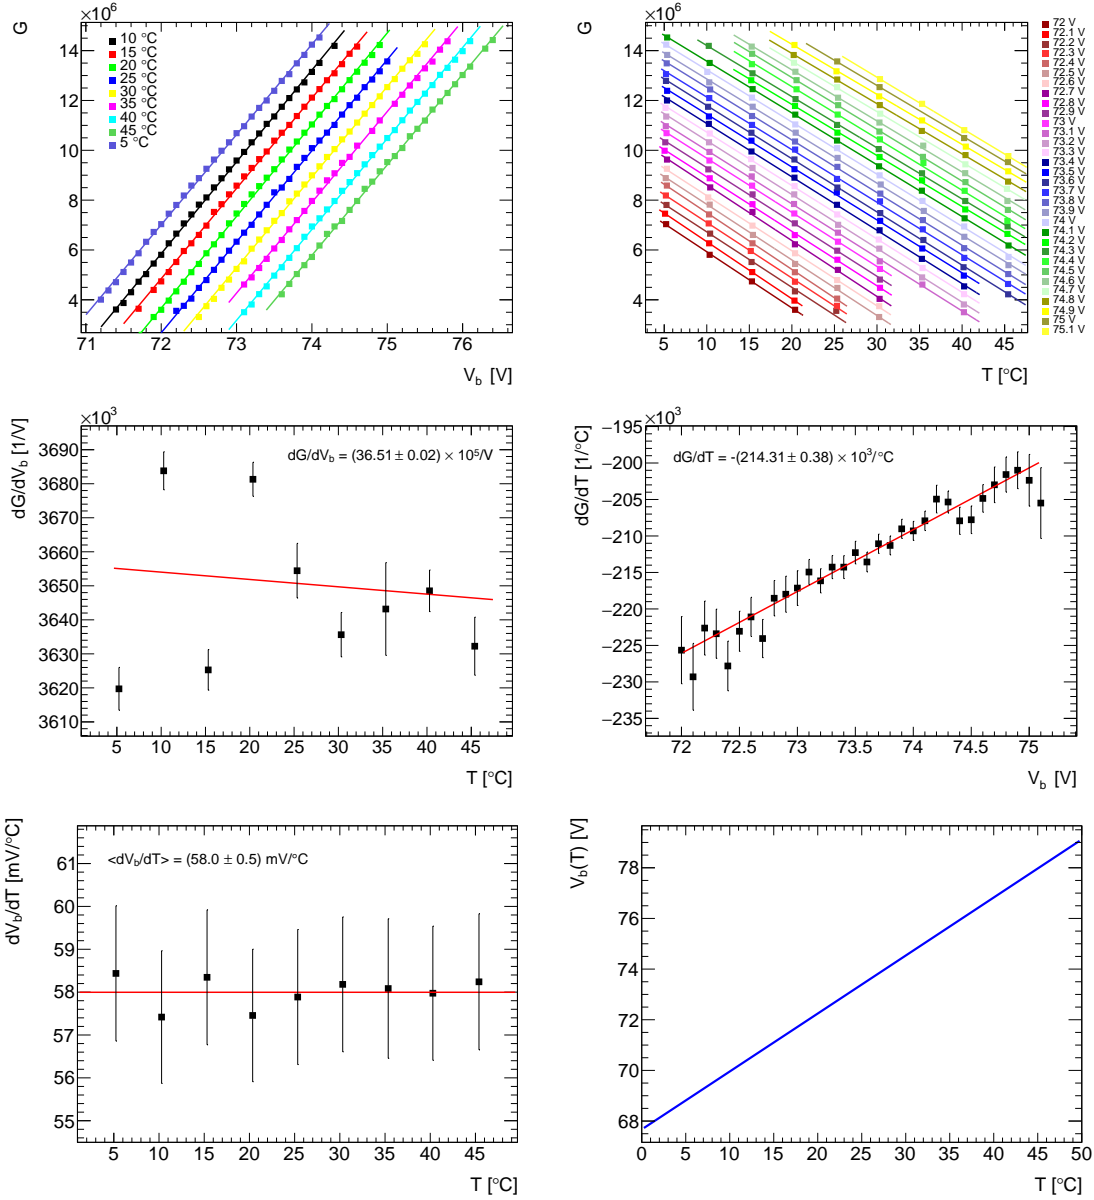 G
×10⁶
14
12
10
8
6
4
10 °C
15 °C
20 °C
25 °C
30 °C
35 °C
40 °C
45 °C
5 °C
71 72 73 74 75 76
V_b [V]
G
×10⁶
14
12
10
8
6
4
5 10 15 20 25 30 35 40 45
T [°C]
72 V
72.1 V
72.2 V
72.3 V
72.4 V
72.5 V
72.6 V
72.7 V
72.8 V
72.9 V
73 V
73.1 V
73.2 V
73.3 V
73.4 V
73.5 V
73.6 V
73.7 V
73.8 V
73.9 V
74 V
74.1 V
74.2 V
74.3 V
74.4 V
74.5 V
74.6 V
74.7 V
74.8 V
74.9 V
75 V
75.1 V
dG/dV_b [1/V]
×10³
dG/dV_b = (36.51 ± 0.02) × 10⁵/V
3690
3680
3670
3660
3650
3640
3630
3620
3610
5 10 15 20 25 30 35 40 45
T [°C]
dG/dT [1/°C]
×10³
dG/dT = -(214.31 ± 0.38) × 10³/°C
−195
−200
−205
−210
−215
−220
−225
−230
−235
72 72.5 73 73.5 74 74.5 75
V_b [V]
dV_b/dT [mV/°C]
<dV_b/dT> = (58.0 ± 0.5) mV/°C
61
60
59
58
57
56
55
5 10 15 20 25 30 35 40 45
T [°C]
V_b(T) [V]
78
76
74
72
70
68
0 5 10 15 20 25 30 35 40 45 50
T [°C]